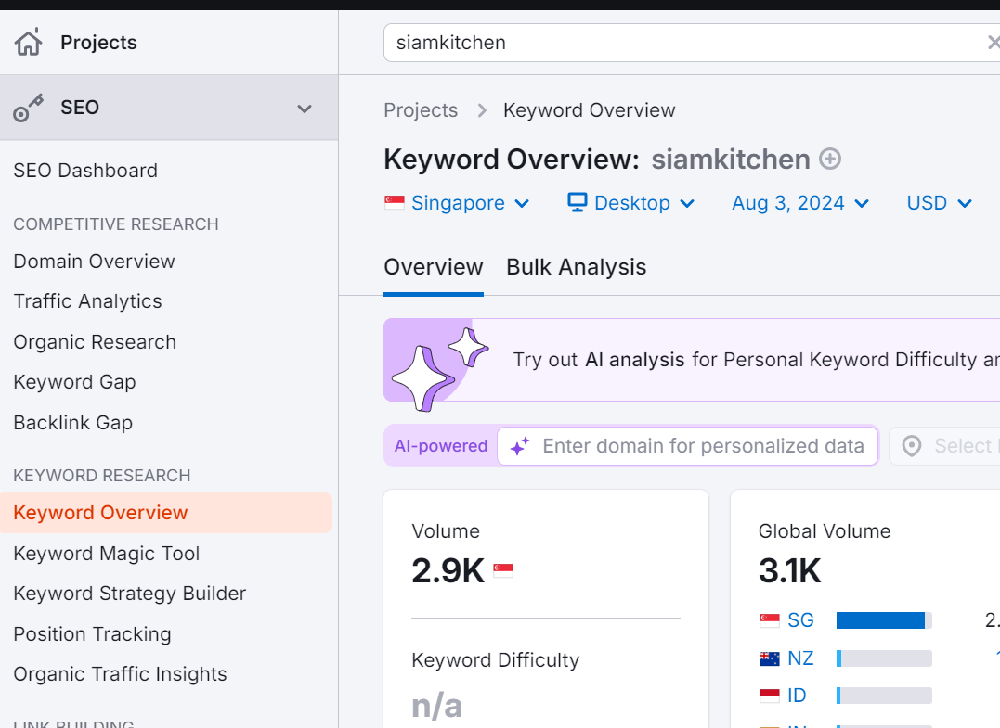 Projects
SEO
SEO Dashboard
COMPETITIVE RESEARCH
Domain Overview
Traffic Analytics
Organic Research
Keyword Gap
Backlink Gap
KEYWORD RESEARCH
Keyword Overview
Keyword Magic Tool
Keyword Strategy Builder
Position Tracking
Organic Traffic Insights
LINK BUILDING
siamkitchen
Projects > Keyword Overview
Keyword Overview: siamkitchen
Singapore Desktop Aug 3, 2024 USD
Overview Bulk Analysis
Try out AI analysis for Personal Keyword Difficulty
AI-powered Enter domain for personalized data Select
Volume
2.9K
Keyword Difficulty
n/a
Global Volume
3.1K
SG 2.
NZ
ID
IN